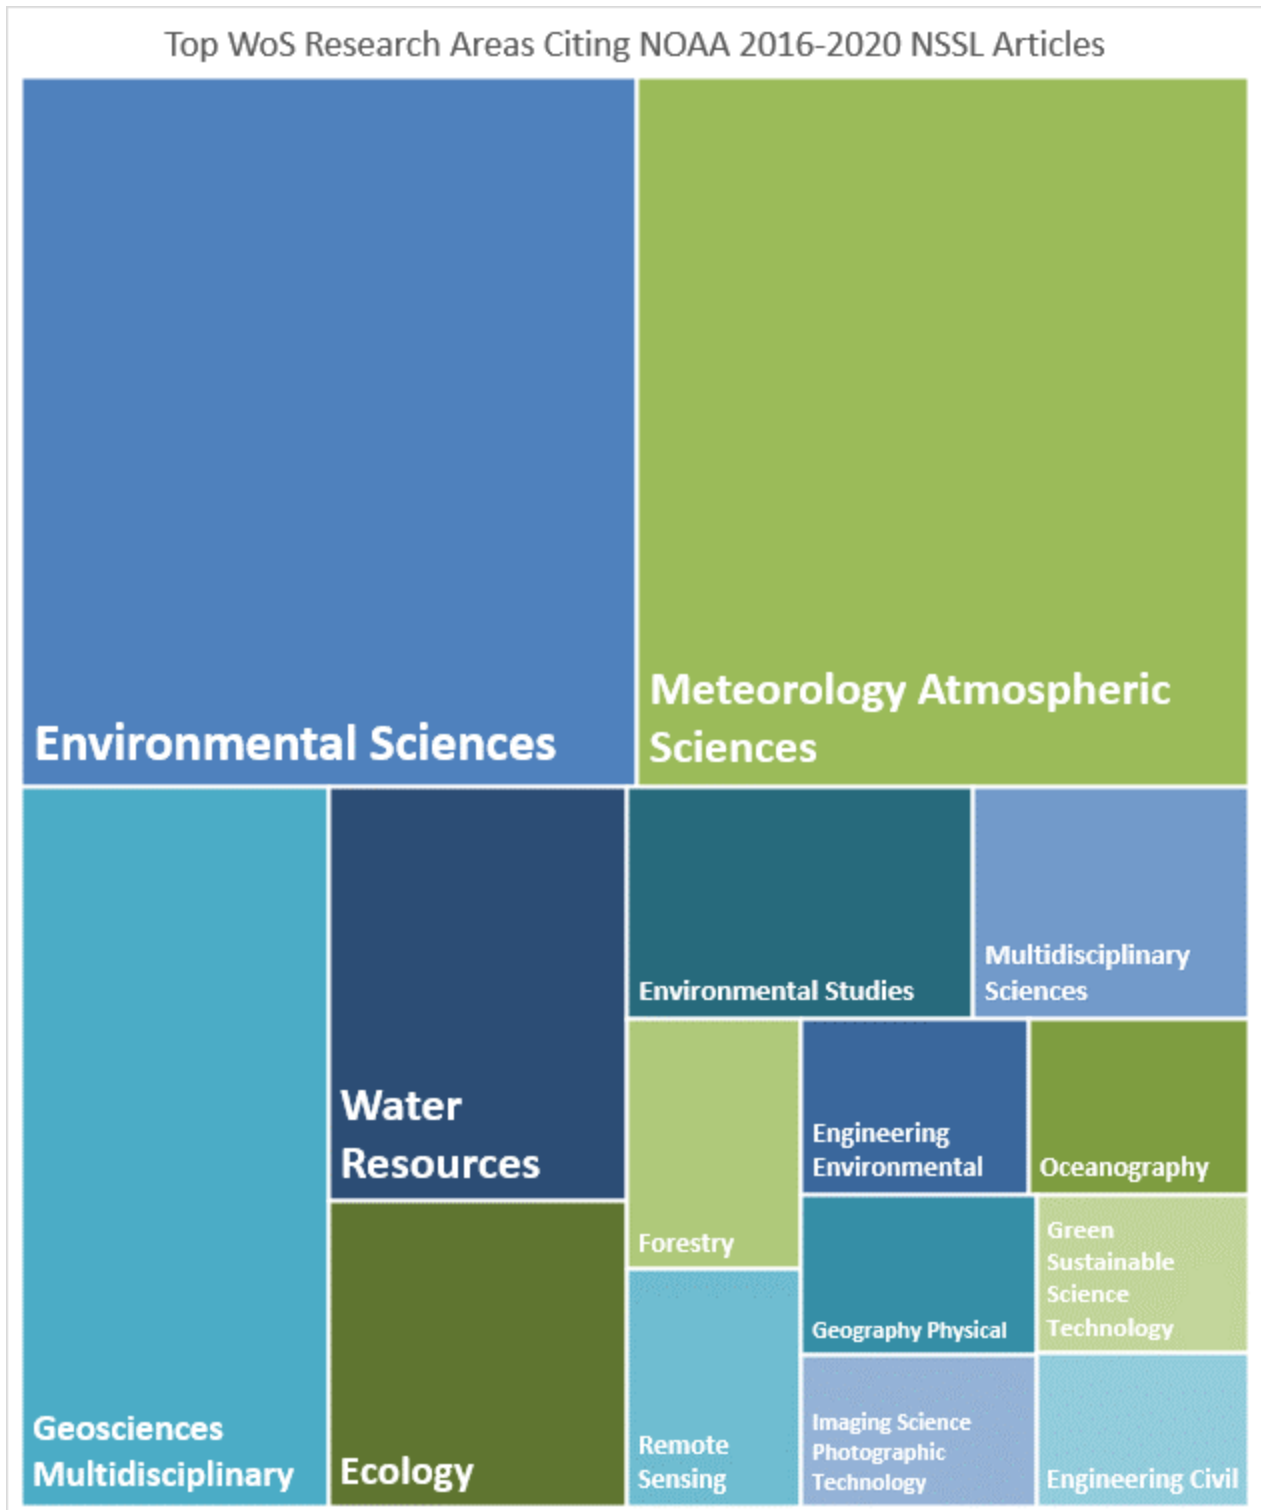 Top WoS Research Areas Citing NOAA 2016-2020 NSSL Articles
Environmental Sciences
Meteorology Atmospheric
Sciences
Geosciences
Multidisciplinary
Water
Resources
Ecology
Environmental Studies
Multidisciplinary
Sciences
Forestry
Remote
Sensing
Engineering
Environmental
Oceanography
Geography Physical
Green
Sustainable
Science
Technology
Imaging Science
Photographic
Technology
Engineering Civil